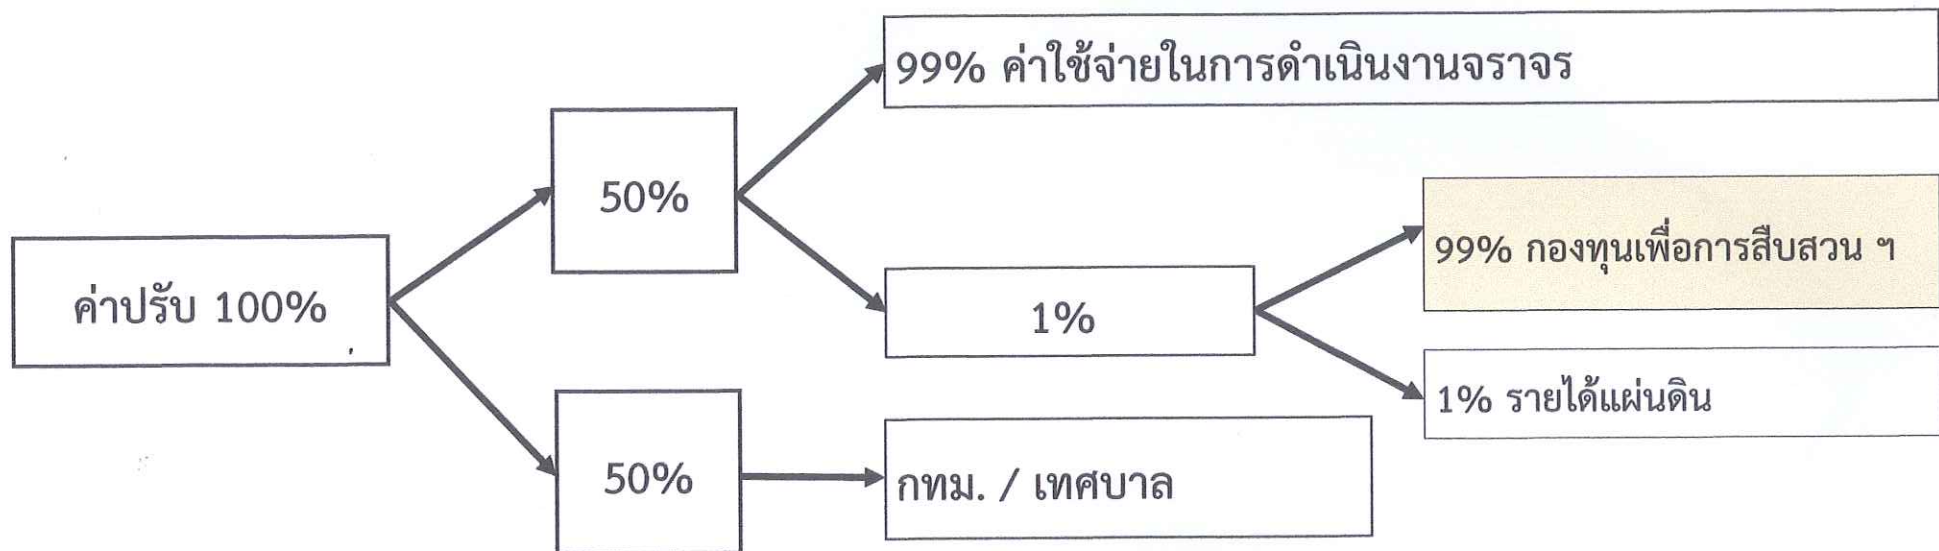 ค่าปรับ 100%
50%
99% ค่าใช้จ่ายในการดำเนินงานจราจร
1%
99% กองทุนเพื่อการสืบสวน ฯ
1% รายได้แผ่นดิน
50%
กทม. / เทศบาล